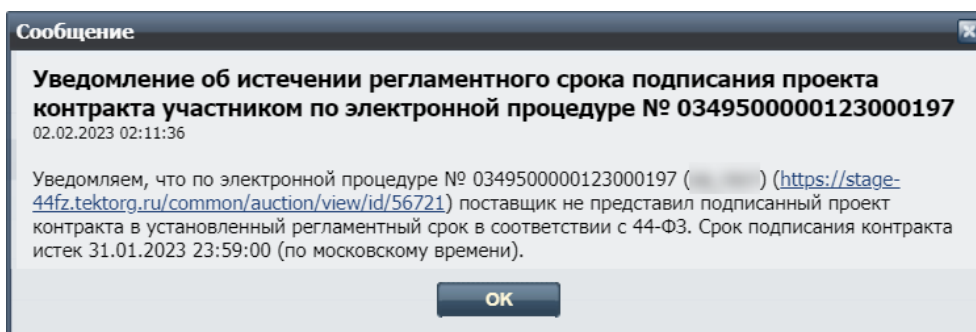 Сообщение
Уведомление об истечении регламентного срока подписания проекта
контракта участником по электронной процедуре № 0349500000123000197
02.02.2023 02:11:36
Уведомляем, что по электронной процедуре № 0349500000123000197 ( ) (https://stage-
44fz.tektorg.ru/common/auction/view/id/56721) поставщик не представил подписанный проект
контракта в установленный регламентный срок в соответствии с 44-ФЗ. Срок подписания контракта
истек 31.01.2023 23:59:00 (по московскому времени).
ОК